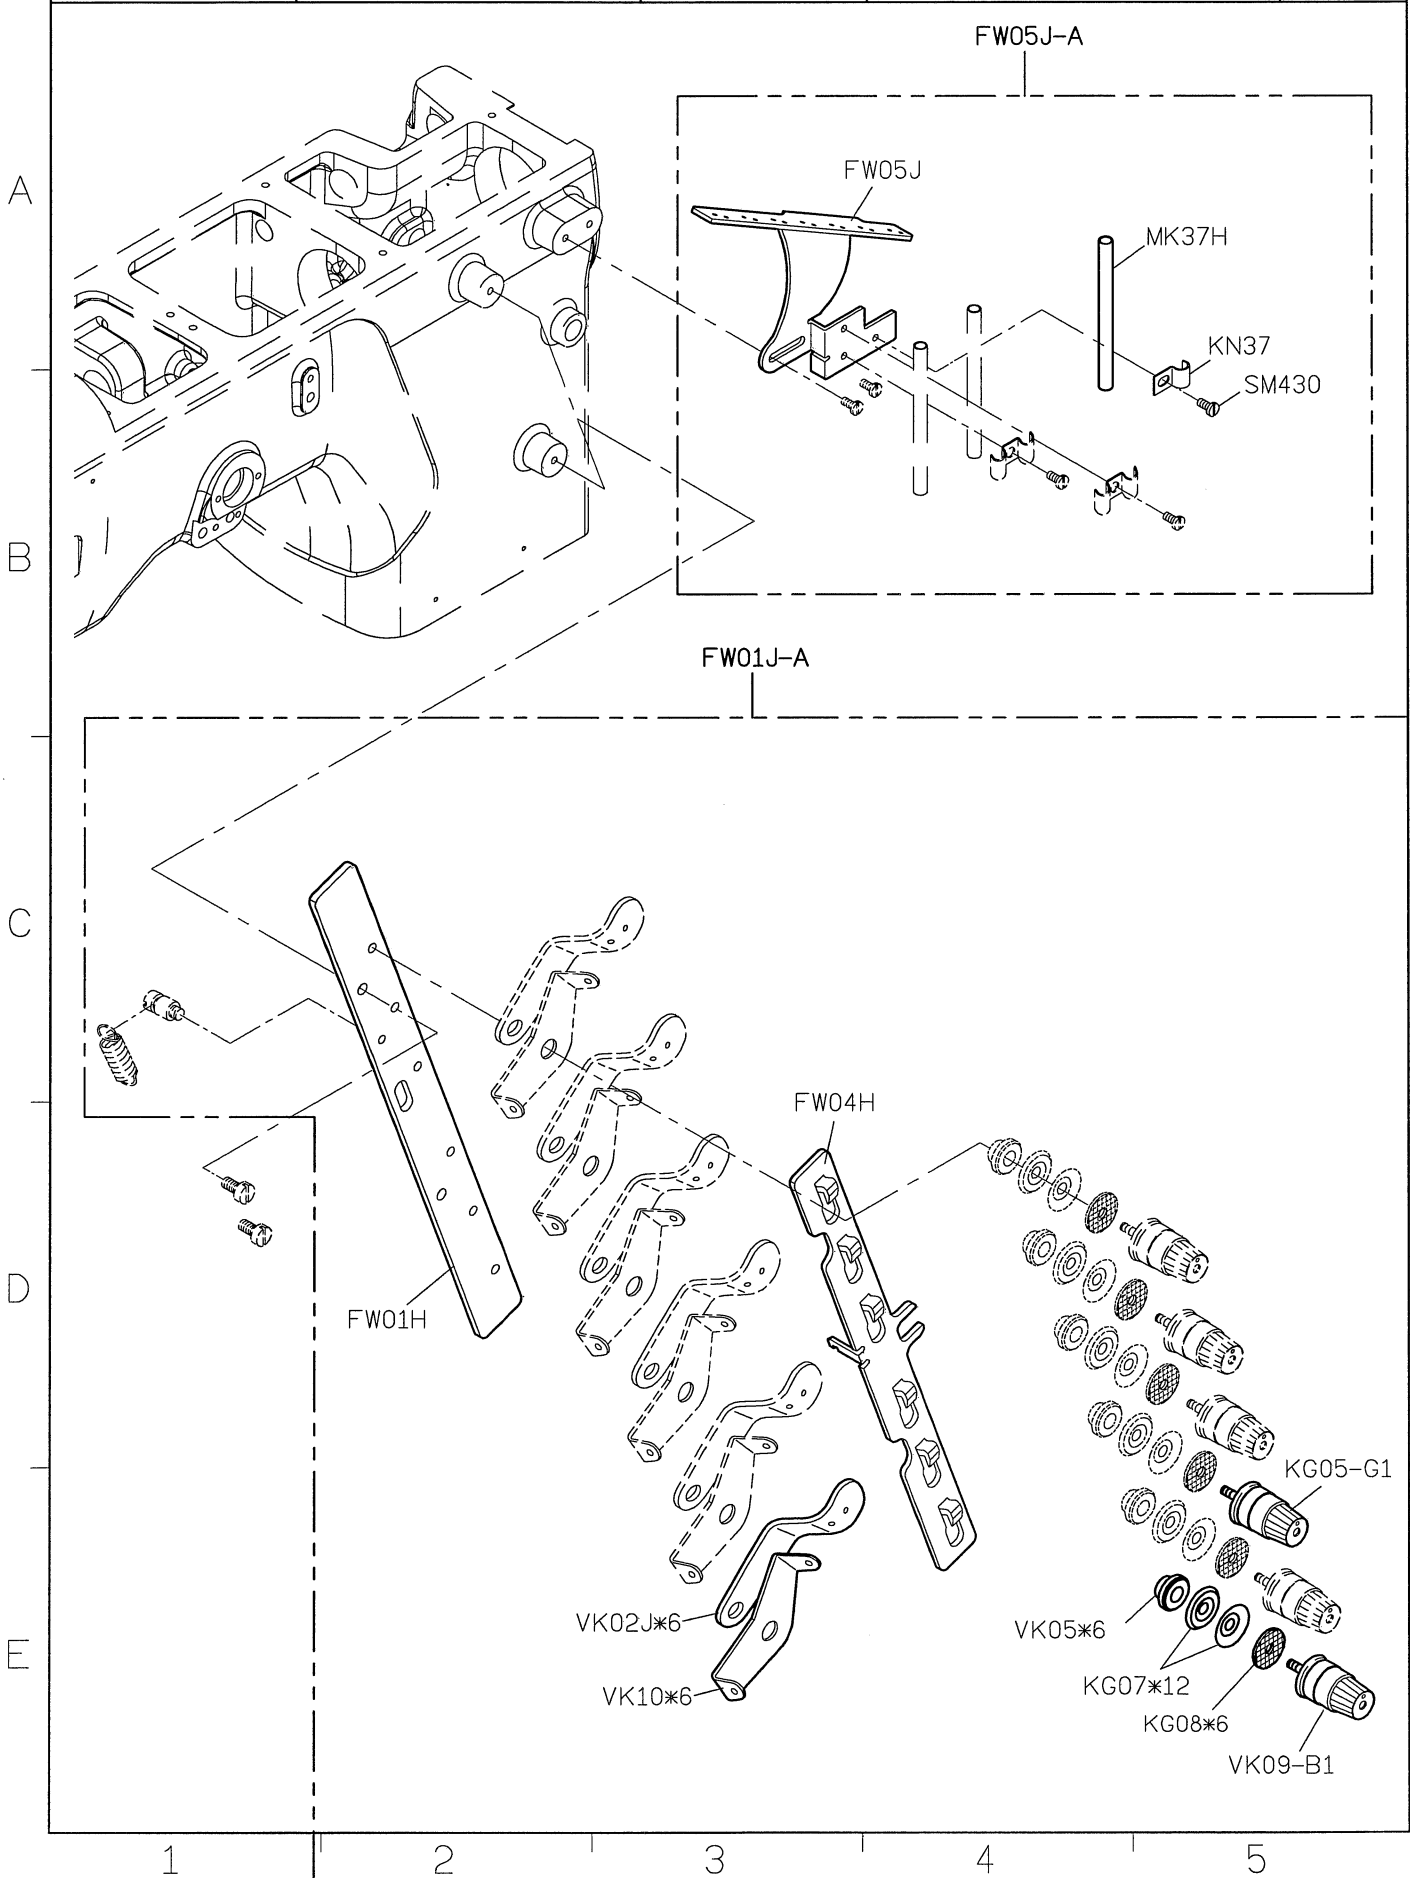 FW05J-A
FW05J
A
MK37H
KN37
SM430
B
FW01J-A
C
FW04H
D
FW01H
KG05-G1
VK02J*6
VK05*6
E
KG07*12
VK10*6
KG08*6
VK09-B1
1 2 3 4 5